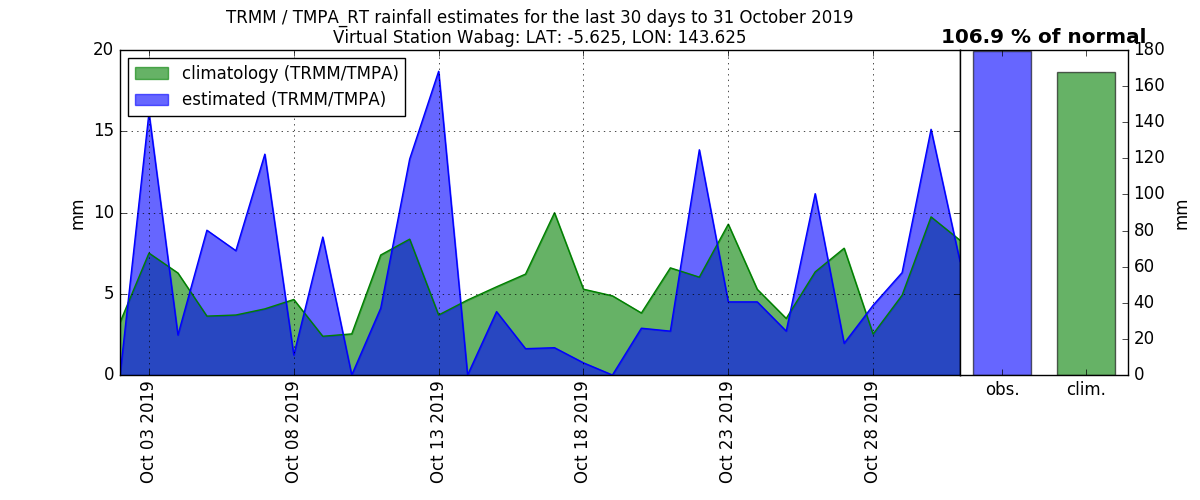 TRMM / TMPA_RT rainfall estimates for the last 30 days to 31 October 2019
Virtual Station Wabag: LAT: -5.625, LON: 143.625
106.9 % of normal
climatology (TRMM/TMPA)
estimated (TRMM/TMPA)
20
15
10
5
0
mm
180
160
140
120
100
80
60
40
20
0
mm
Oct 03 2019
Oct 08 2019
Oct 13 2019
Oct 18 2019
Oct 23 2019
Oct 28 2019
obs.
clim.